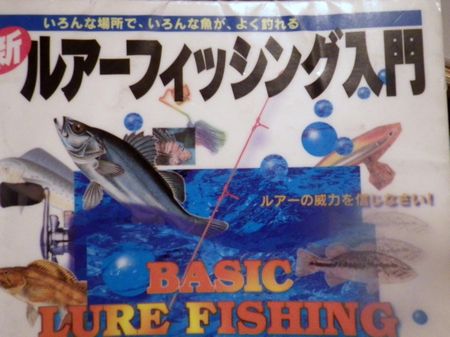 いろんな場所で、いろんな魚が、よく釣れる
新
ルアーフィッシング入門
ルアーの威力を信じなさい!
BASIC
LURE FISHING